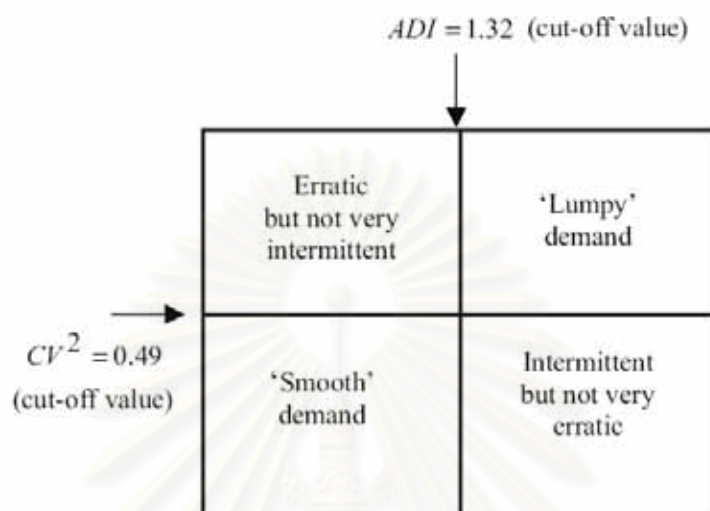 ADI = 1.32 (cut-off value)
Erratic
but not very
intermittent
‘Lumpy’
demand
CV² = 0.49
(cut-off value)
‘Smooth’
demand
Intermittent
but not very
erratic